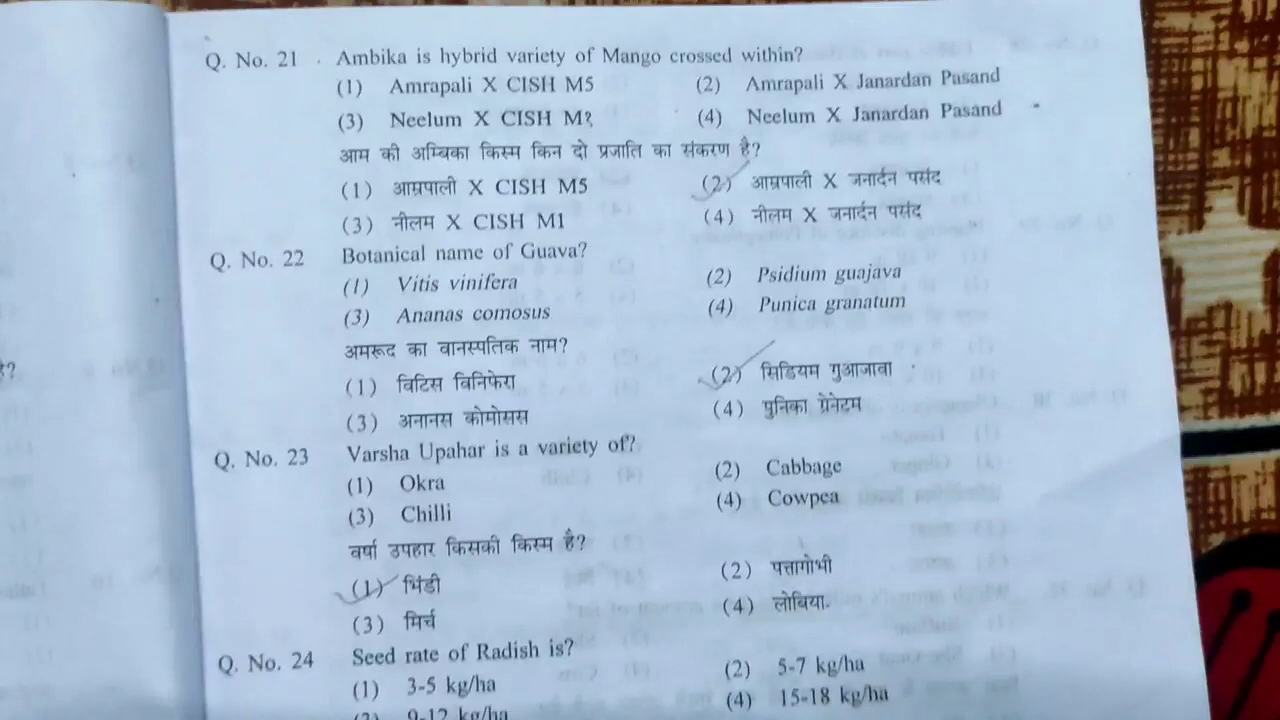 Q. No. 21 Ambika is hybrid variety of Mango crossed within?
(1) Amrapali X CISH M5 (2) Amrapali X Janardan Pasand
(3) Neelum X CISH M? (4) Neelum X Janardan Pasand
आम की अम्बिका किस्म किन दो प्रजाति का संकरण है?
(1) आम्रपाली X CISH M5 (2) आम्रपाली X जनार्दन पसंद
(3) नीलम X CISH M1 (4) नीलम X जनार्दन पसंद
Q. No. 22 Botanical name of Guava?
(1) Vitis vinifera (2) Psidium guajava
(3) Ananas comosus (4) Punica granatum
अमरूद का वानस्पतिक नाम?
(1) विटिस विनिफेरा (2) सिडियम गुआजावा
(3) अनानस कोमोसस (4) पुनिका ग्रेनेटम
Q. No. 23 Varsha Upahar is a variety of?
(1) Okra (2) Cabbage
(3) Chilli (4) Cowpea
वर्षा उपहार किसकी किस्म है?
(1) भिंडी (2) पत्तागोभी
(3) मिर्च (4) लोबिया
Q. No. 24 Seed rate of Radish is?
(1) 3-5 kg/ha (2) 5-7 kg/ha
(3) 9-12 kg/ha (4) 15-18 kg/ha